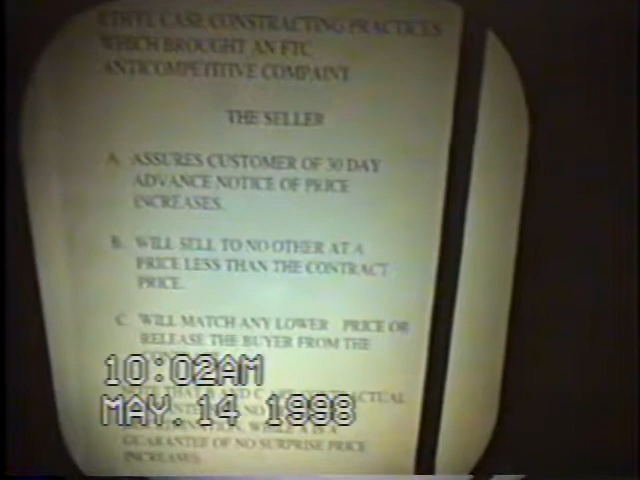 ETHYL CASE CONSTRACTING PRACTICES
WHICH BROUGHT AN FTC
ANTICOMPETITIVE COMPAINT
THE SELLER
A. ASSURES CUSTOMER OF 30 DAY
ADVANCE NOTICE OF PRICE
INCREASES.
B. WILL SELL TO NO OTHER AT A
PRICE LESS THAN THE CONTRACT
PRICE.
C. WILL MATCH ANY LOWER PRICE OR
RELEASE THE BUYER FROM THE
10:02AM
AND C
MAY. 14 1998
GUARANTEE OF NO SURPRISE PRICE
INCREASES